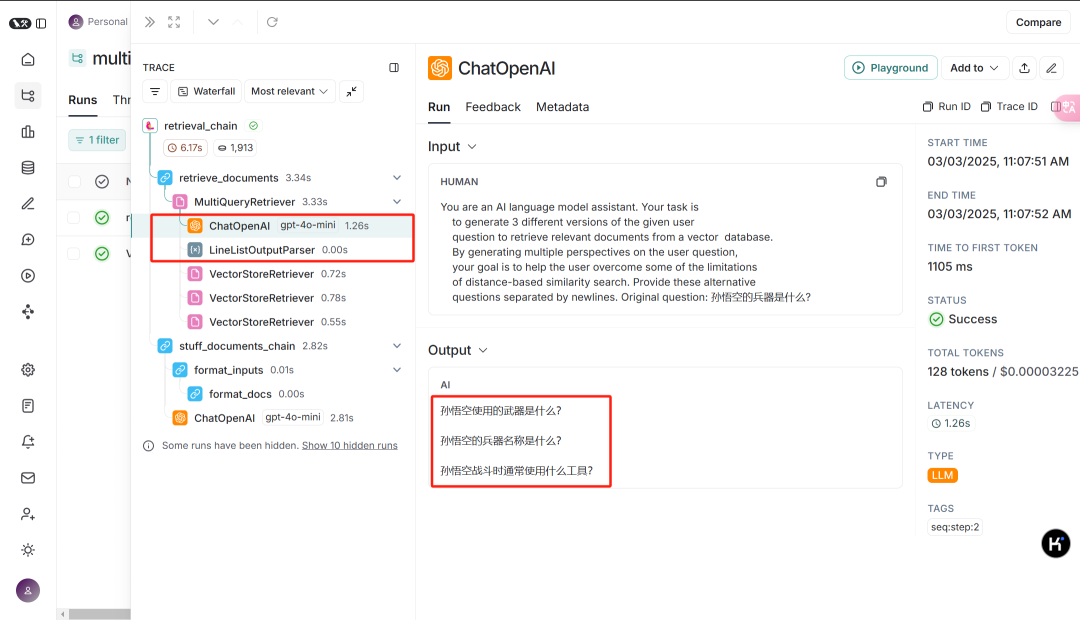 Personal
Compare
multi
Runs
Thr
1 filter
TRACE
Waterfall
Most relevant
retrieval_chain
6.17s
1,913
retrieve_documents 3.34s
MultiQueryRetriever 3.33s
ChatOpenAI gpt-4o-mini 1.26s
LineListOutputParser 0.00s
VectorStoreRetriever 0.72s
VectorStoreRetriever 0.78s
VectorStoreRetriever 0.55s
stuff_documents_chain 2.82s
format_inputs 0.01s
format_docs 0.00s
ChatOpenAI gpt-4o-mini 2.81s
Some runs have been hidden. Show 10 hidden runs
ChatOpenAI
Playground
Add to
Run
Feedback
Metadata
Run ID
Trace ID
Input
HUMAN
You are an AI language model assistant. Your task is
to generate 3 different versions of the given user
question to retrieve relevant documents from a vector database.
By generating multiple perspectives on the user question,
your goal is to help the user overcome some of the limitations
of distance-based similarity search. Provide these alternative
questions separated by newlines. Original question: 孙悟空的兵器是什么?
Output
AI
孙悟空使用的武器是什么?
孙悟空的兵器名称是什么?
孙悟空战斗时通常使用什么工具?
START TIME
03/03/2025, 11:07:51 AM
END TIME
03/03/2025, 11:07:52 AM
TIME TO FIRST TOKEN
1105 ms
STATUS
Success
TOTAL TOKENS
128 tokens / $0.00003225
LATENCY
1.26s
TYPE
LLM
TAGS
seq:step:2